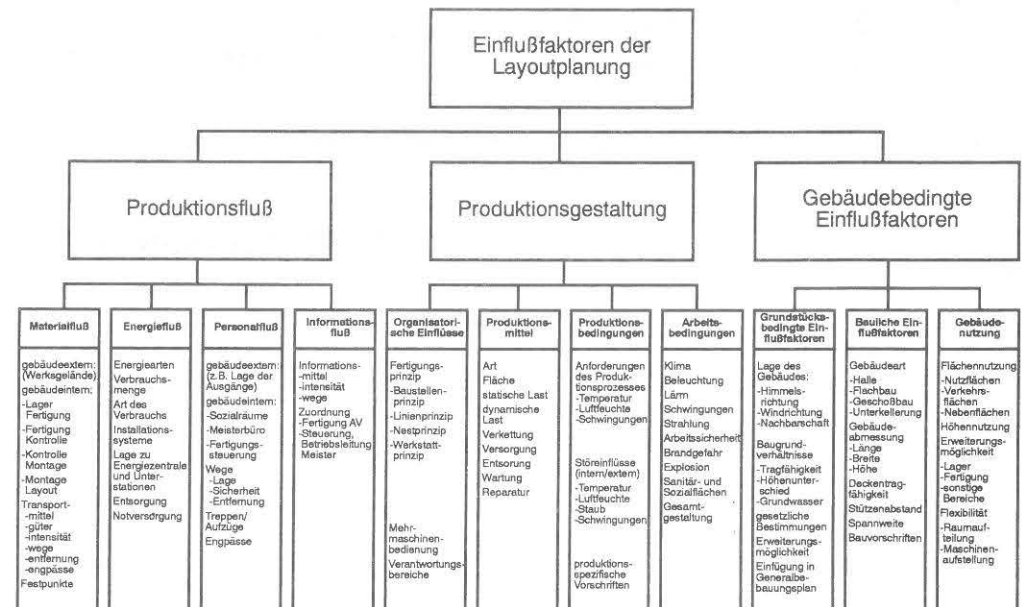 Einflußfaktoren der
Layoutplanung
Produktionsfluß
Produktionsgestaltung
Gebäudebedingte
Einflußfaktoren
Materialfluß
gebäudeextern:
(Werksgelände)
gebäudeintern:
-Lager
Fertigung
-Fertigung
Kontrolle
-Kontrolle
Montage
-Montage
Layout
Transport-
-mittel
-güter
-intensität
-wege
-entfernung
-engpässe
Festpunkte
Energiefluß
Energiearten
Verbrauchs-
menge
Art des
Verbrauchs
Installations-
systeme
Lage zu
Energiezentrale
und Unter-
stationen
Entsorgung
Notversorgung
Personalfluß
gebäudeextern:
(z.B. Lage der
Ausgänge)
gebäudeintern:
-Sozialräume
-Meisterbüro
-Fertigungs-
steuerung
Wege
-Lage
-Sicherheit
-Entfernung
Treppen/
Aufzüge
Engpässe
Informations-
fluß
Informations-
-mittel
-intensität
-wege
Zuordnung
-Fertigung AV
-Steuerung,
Betriebsleitung
Meister
Organisatori-
sche Einflüsse
Fertigungs-
prinzip
-Baustellen-
prinzip
-Linienprinzip
-Nestprinzip
-Werkstatt-
prinzip
Mehr-
maschinen-
bedienung
Verantwortungs-
bereiche
Produktions-
mittel
Art
Fläche
statische Last
dynamische
Last
Verkettung
Versorgung
Entsorung
Wartung
Reparatur
Produktions-
bedingungen
Anforderungen
des Produk-
tionsprozesses
-Temperatur
-Luftfeuchte
-Schwingungen
Störeinflüsse
(intern/extern)
-Temperatur
-Luftfeuchte
-Staub
-Schwingungen
produktions-
spezifische
Vorschriften
Arbeits-
bedingungen
Klima
Beleuchtung
Lärm
Schwingungen
Strahlung
Arbeitssicherheit
Brandgefahr
Explosion
Sanitär- und
Sozialflächen
Gesamt-
gestaltung
Grundstücks-
bedingte Ein-
flußfaktoren
Lage des
Gebäudes:
-Himmels-
richtung
-Windrichtung
-Nachbarschaft
Baugrund-
verhältnisse
-Tragfähigkeit
-Höhenunter-
schied
-Grundwasser
gesetzliche
Bestimmungen
Erweiterungs-
möglichkeit
Einfügung in
Generalbe-
bauungsplan
Bauliche Ein-
flußfaktoren
Gebäudeart
-Halle
-Flachbau
-Geschoßbau
-Unterkellerung
Gebäude-
abmessung
-Länge
-Breite
-Höhe
Deckentrag-
fähigkeit
Stützenabstand
Spannweite
Bauvorschriften
Gebäude-
nutzung
Flächennutzung
-Nutzflächen
-Verkehrs-
flächen
-Nebenflächen
Höhennutzung
Erweiterungs-
möglichkeit
-Lager
-Fertigung
-sonstige
Bereiche
Flexibilität
-Raumauf-
teilung
-Maschinen-
aufstellung